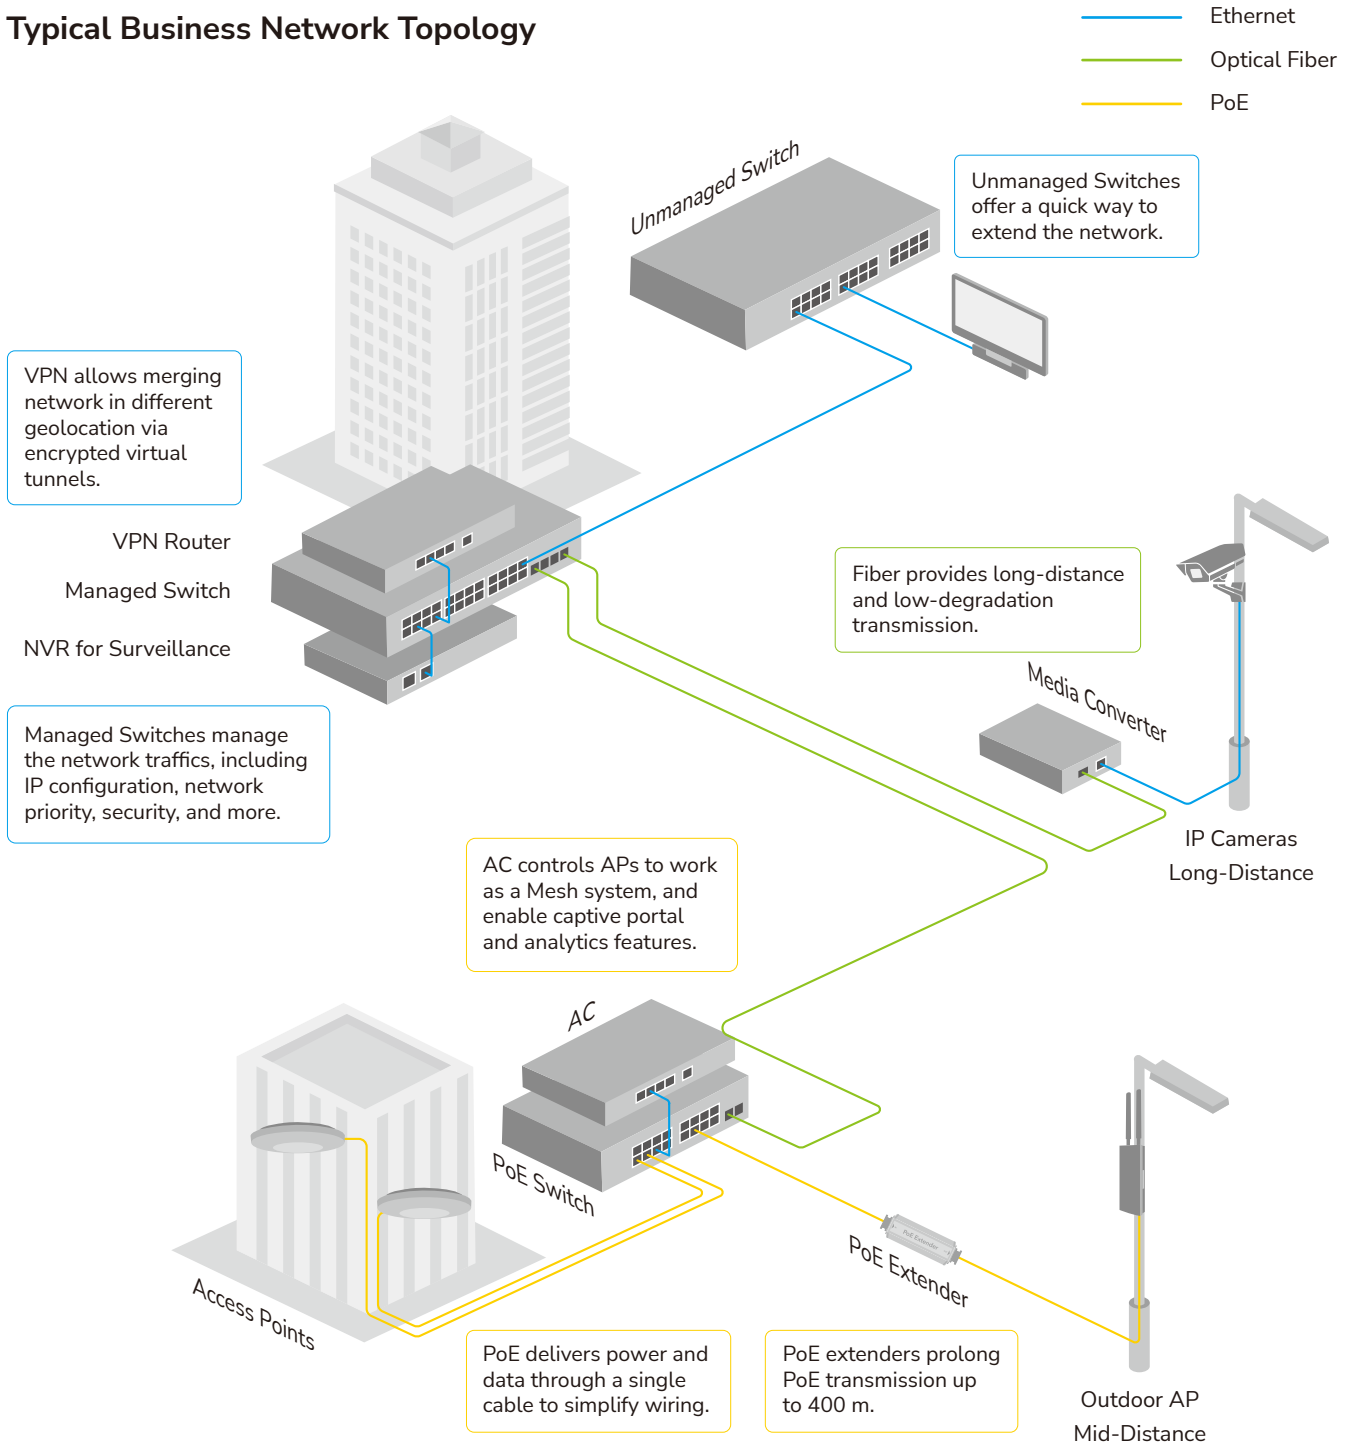 Typical Business Network Topology
Ethernet
Optical Fiber
PoE
Unmanaged Switch
Unmanaged Switches
offer a quick way to
extend the network.
VPN allows merging
network in different
geolocation via
encrypted virtual
tunnels.
VPN Router
Managed Switch
NVR for Surveillance
Fiber provides long-distance
and low-degradation
transmission.
Media Converter
Managed Switches manage
the network traffics, including
IP configuration, network
priority, security, and more.
IP Cameras
Long-Distance
AC controls APs to work
as a Mesh system, and
enable captive portal
and analytics features.
AC
PoE Switch
PoE Extender
PoE Extender
Access Points
PoE delivers power and
data through a single
cable to simplify wiring.
PoE extenders prolong
PoE transmission up
to 400 m.
Outdoor AP
Mid-Distance